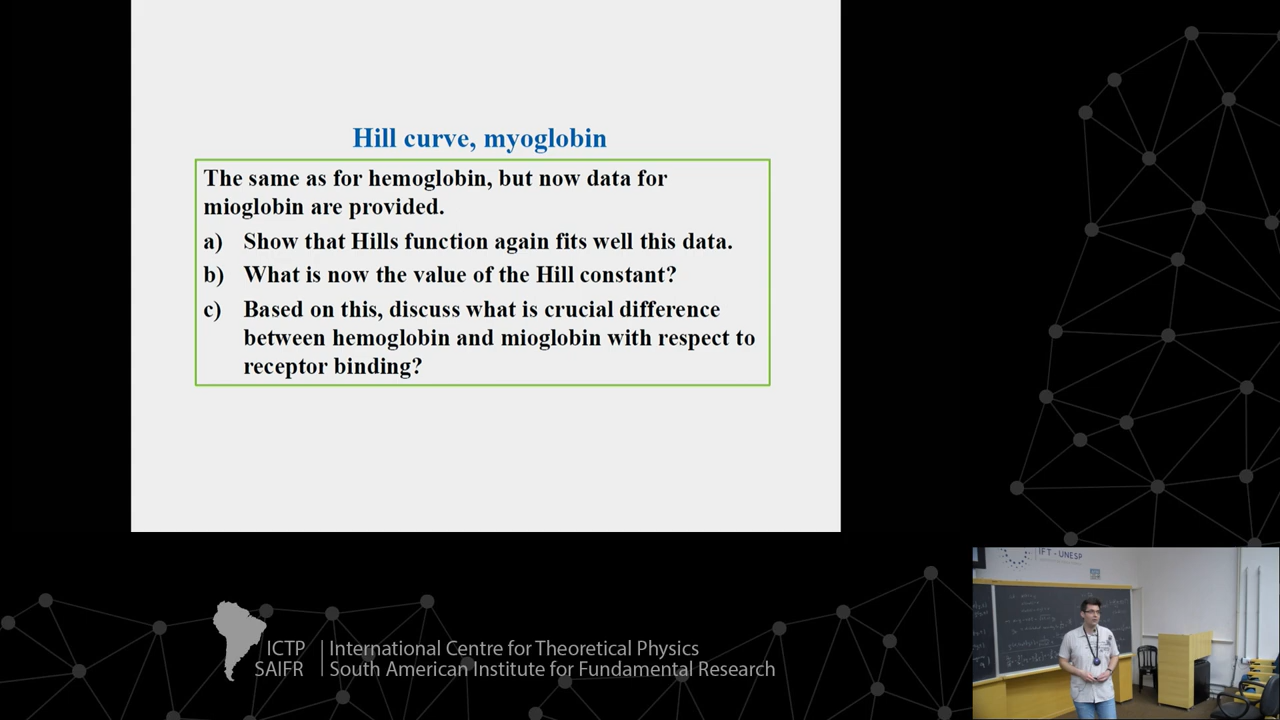 Hill curve, myoglobin
The same as for hemoglobin, but now data for
mioglobin are provided.
a) Show that Hills function again fits well this data.
b) What is now the value of the Hill constant?
c) Based on this, discuss what is crucial difference
between hemoglobin and mioglobin with respect to
receptor binding?
IFT - UNESP
ICTP
SAIFR
International Centre for Theoretical Physics
South American Institute for Fundamental Research